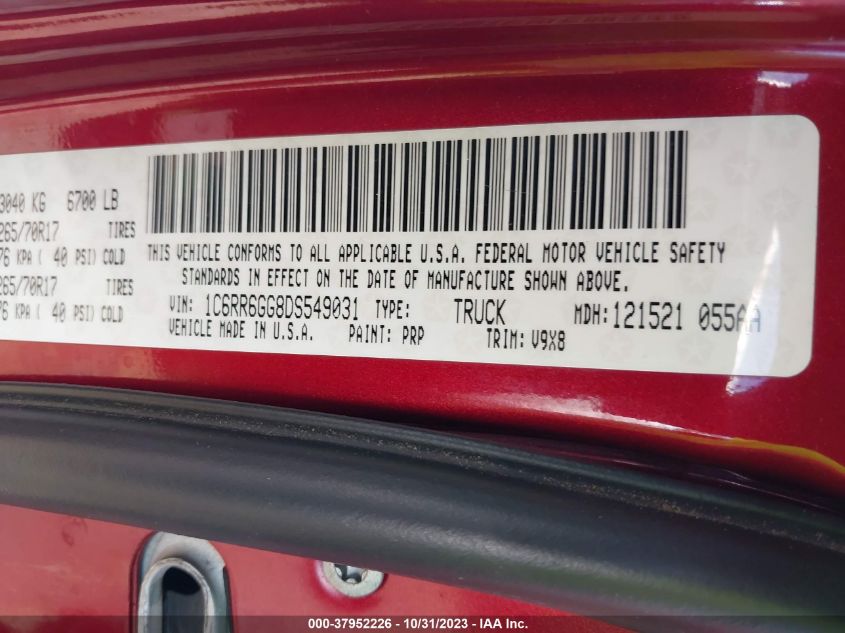 3040 KG 6700 LB
265/70R17 TIRES
76 KPA ( 40 PSI) COLD
265/70R17 TIRES
76 KPA ( 40 PSI) COLD
THIS VEHICLE CONFORMS TO ALL APPLICABLE U.S.A. FEDERAL MOTOR VEHICLE SAFETY
STANDARDS IN EFFECT ON THE DATE OF MANUFACTURE SHOWN ABOVE.
VIN: 1C6RR6GG8DS549031 TYPE: TRUCK MDH: 121521 055AA
VEHICLE MADE IN U.S.A. PAINT: PRP TRIM: V9X8
000-37952226 - 10/31/2023 - IAA Inc.